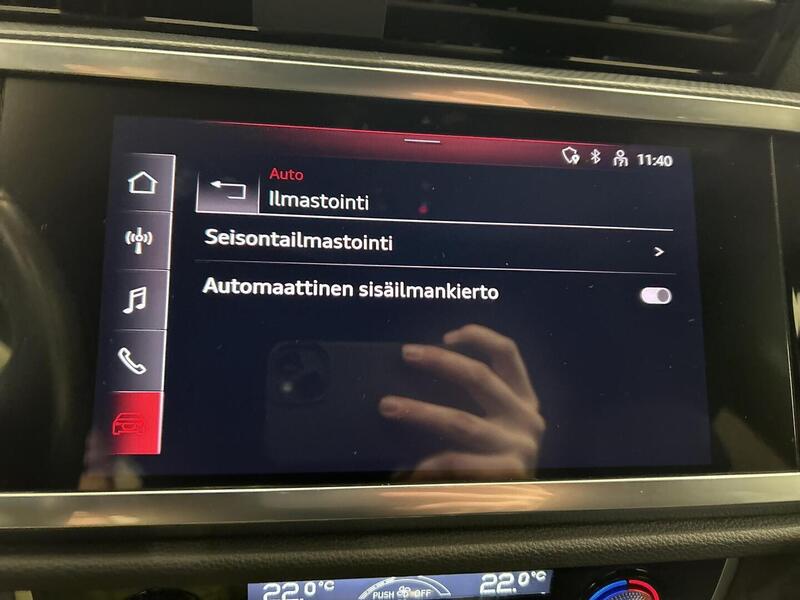 11:40
Auto
Ilmastointi
Seisontailmastointi
Automaattinen sisäilmankierto
22.0°C PUSH OFF 22.0°C